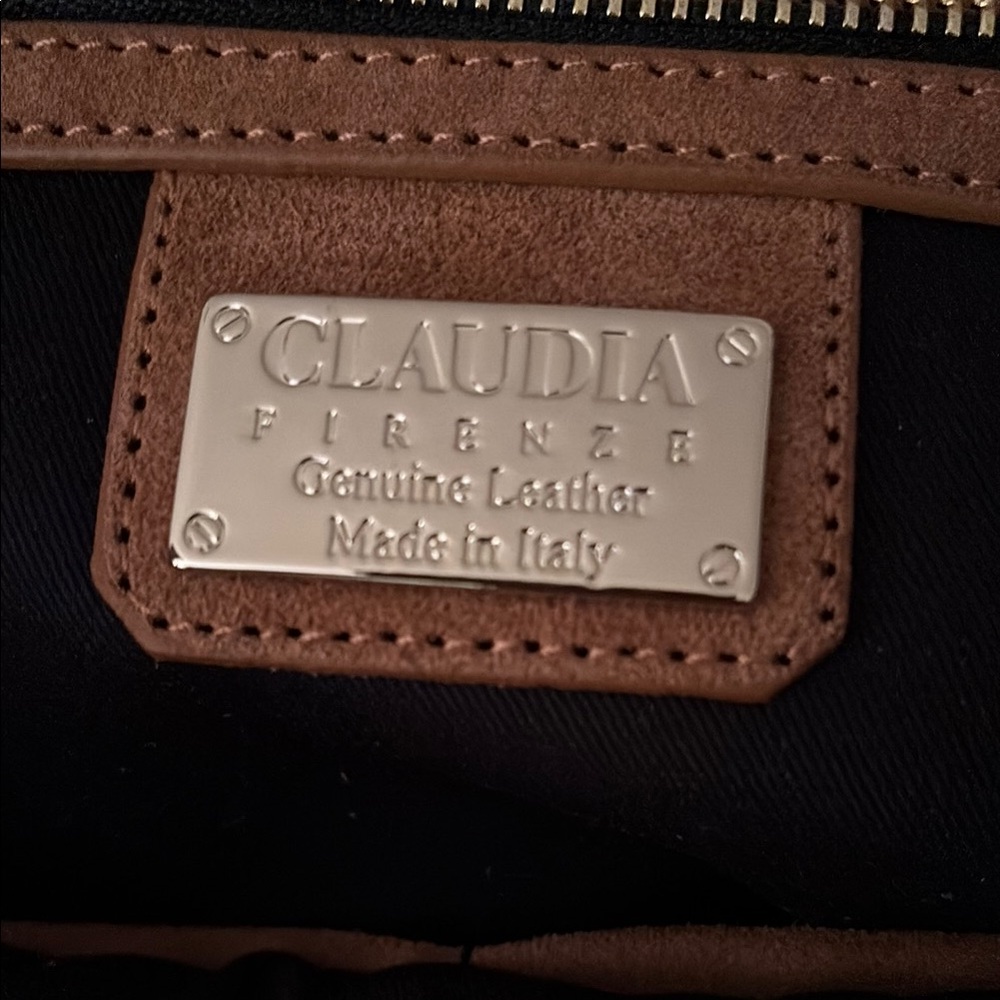 CLAUDIA
FIRENZE
Genuine Leather
Made in Italy